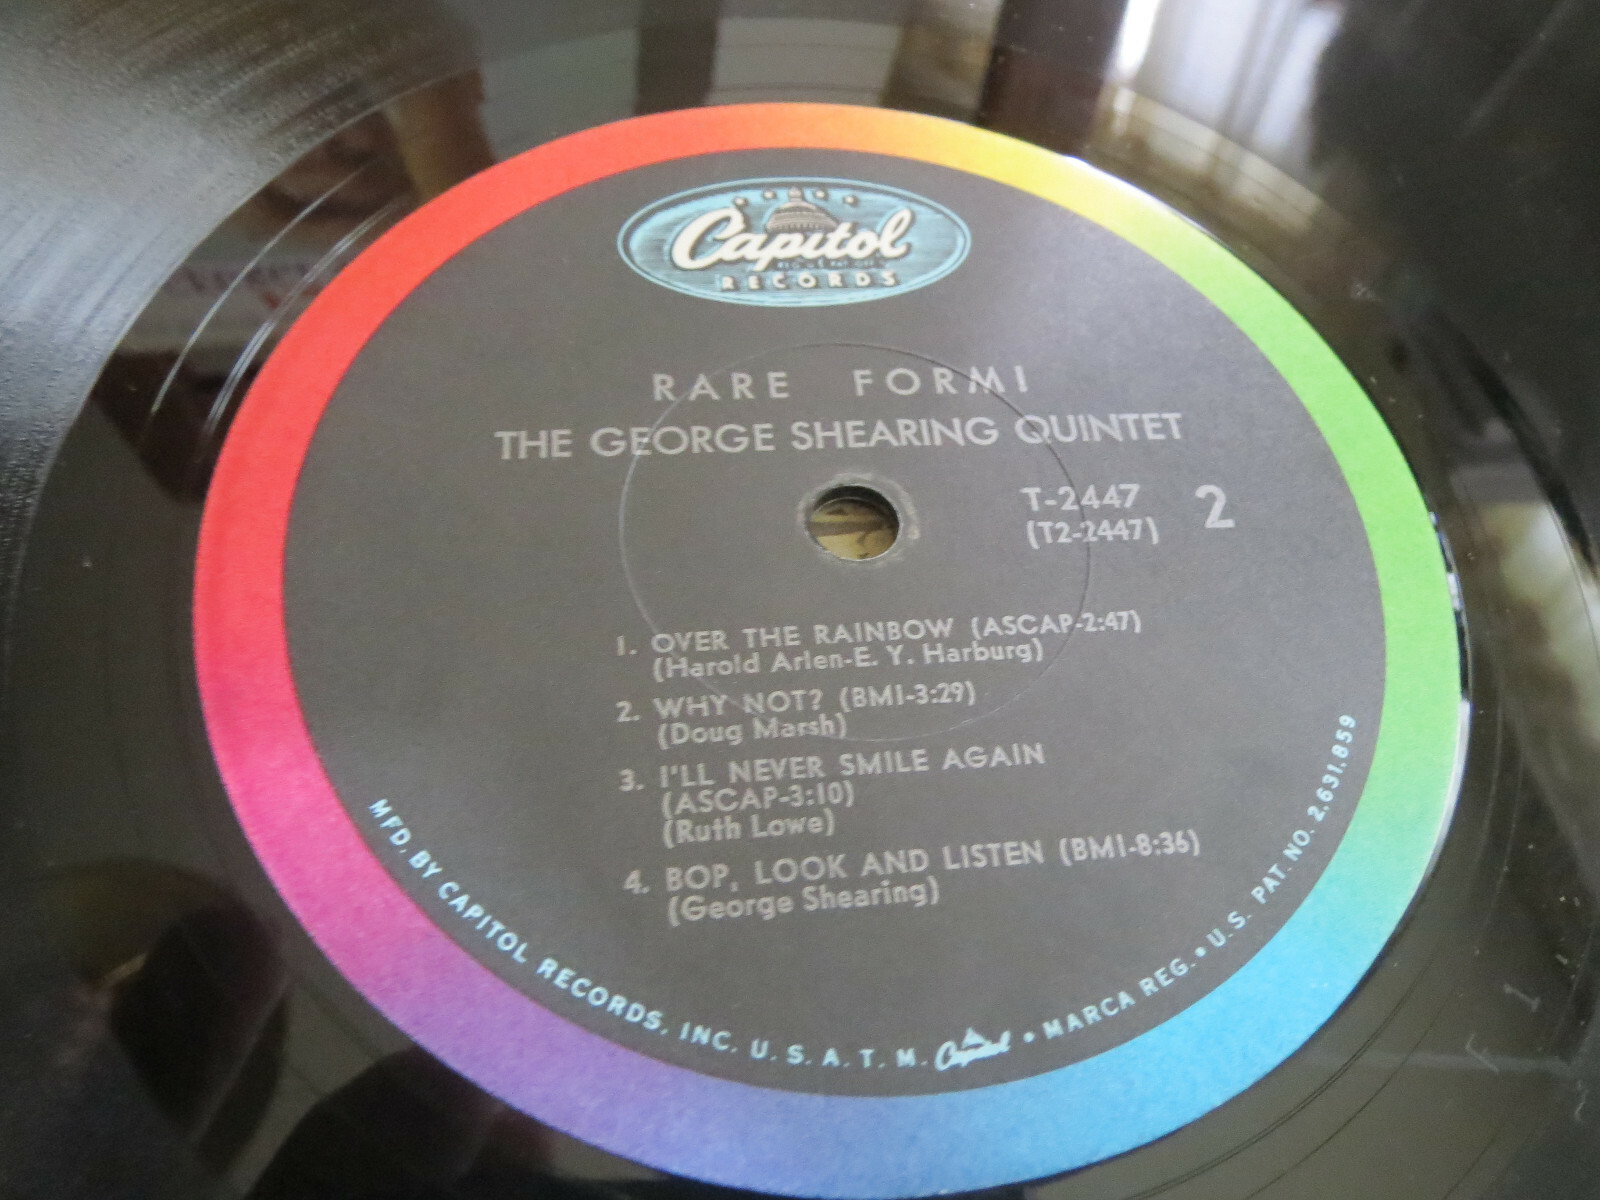 Capitol
RECORDS
RARE FORM!
THE GEORGE SHEARING QUINTET
T-2447
(T2-2447)
2
1. OVER THE RAINBOW (ASCAP-2:47)
(Harold Arlen-E. Y. Harburg)
2. WHY NOT? (BMI-3:29)
(Doug Marsh)
3. I'LL NEVER SMILE AGAIN
(ASCAP-3:10)
(Ruth Lowe)
4. BOP, LOOK AND LISTEN (BMI-8:36)
(George Shearing)
MFD. BY CAPITOL RECORDS, INC. U. S. A. T. M. Capitol • MARCA REG. • U.S. PAT. NO. 2,631,859